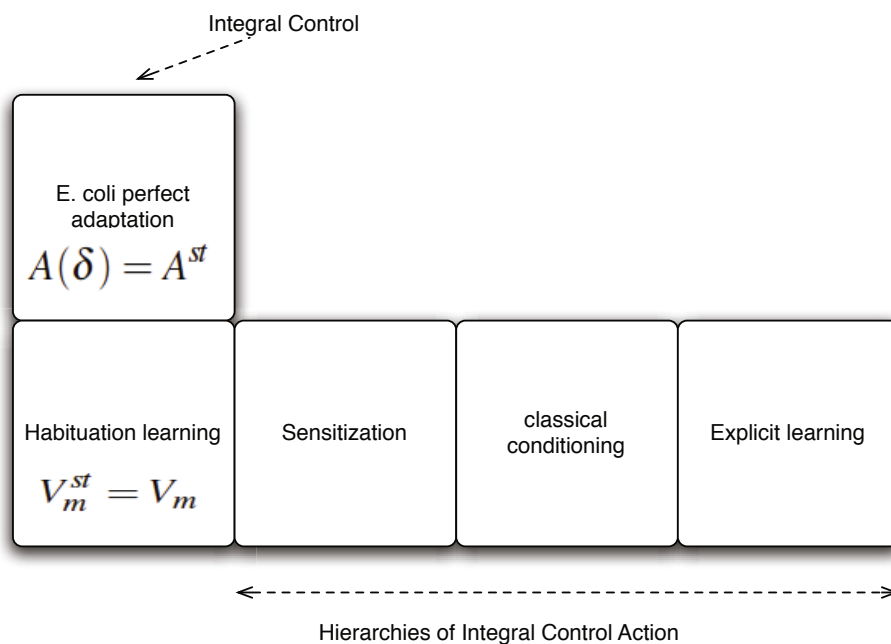 Integral Control
E. coli perfect
adaptation
A(δ) = A^{st}
Habituation learning
V_m^{st} = V_m
Sensitization
classical
conditioning
Explicit learning
Hierarchies of Integral Control Action